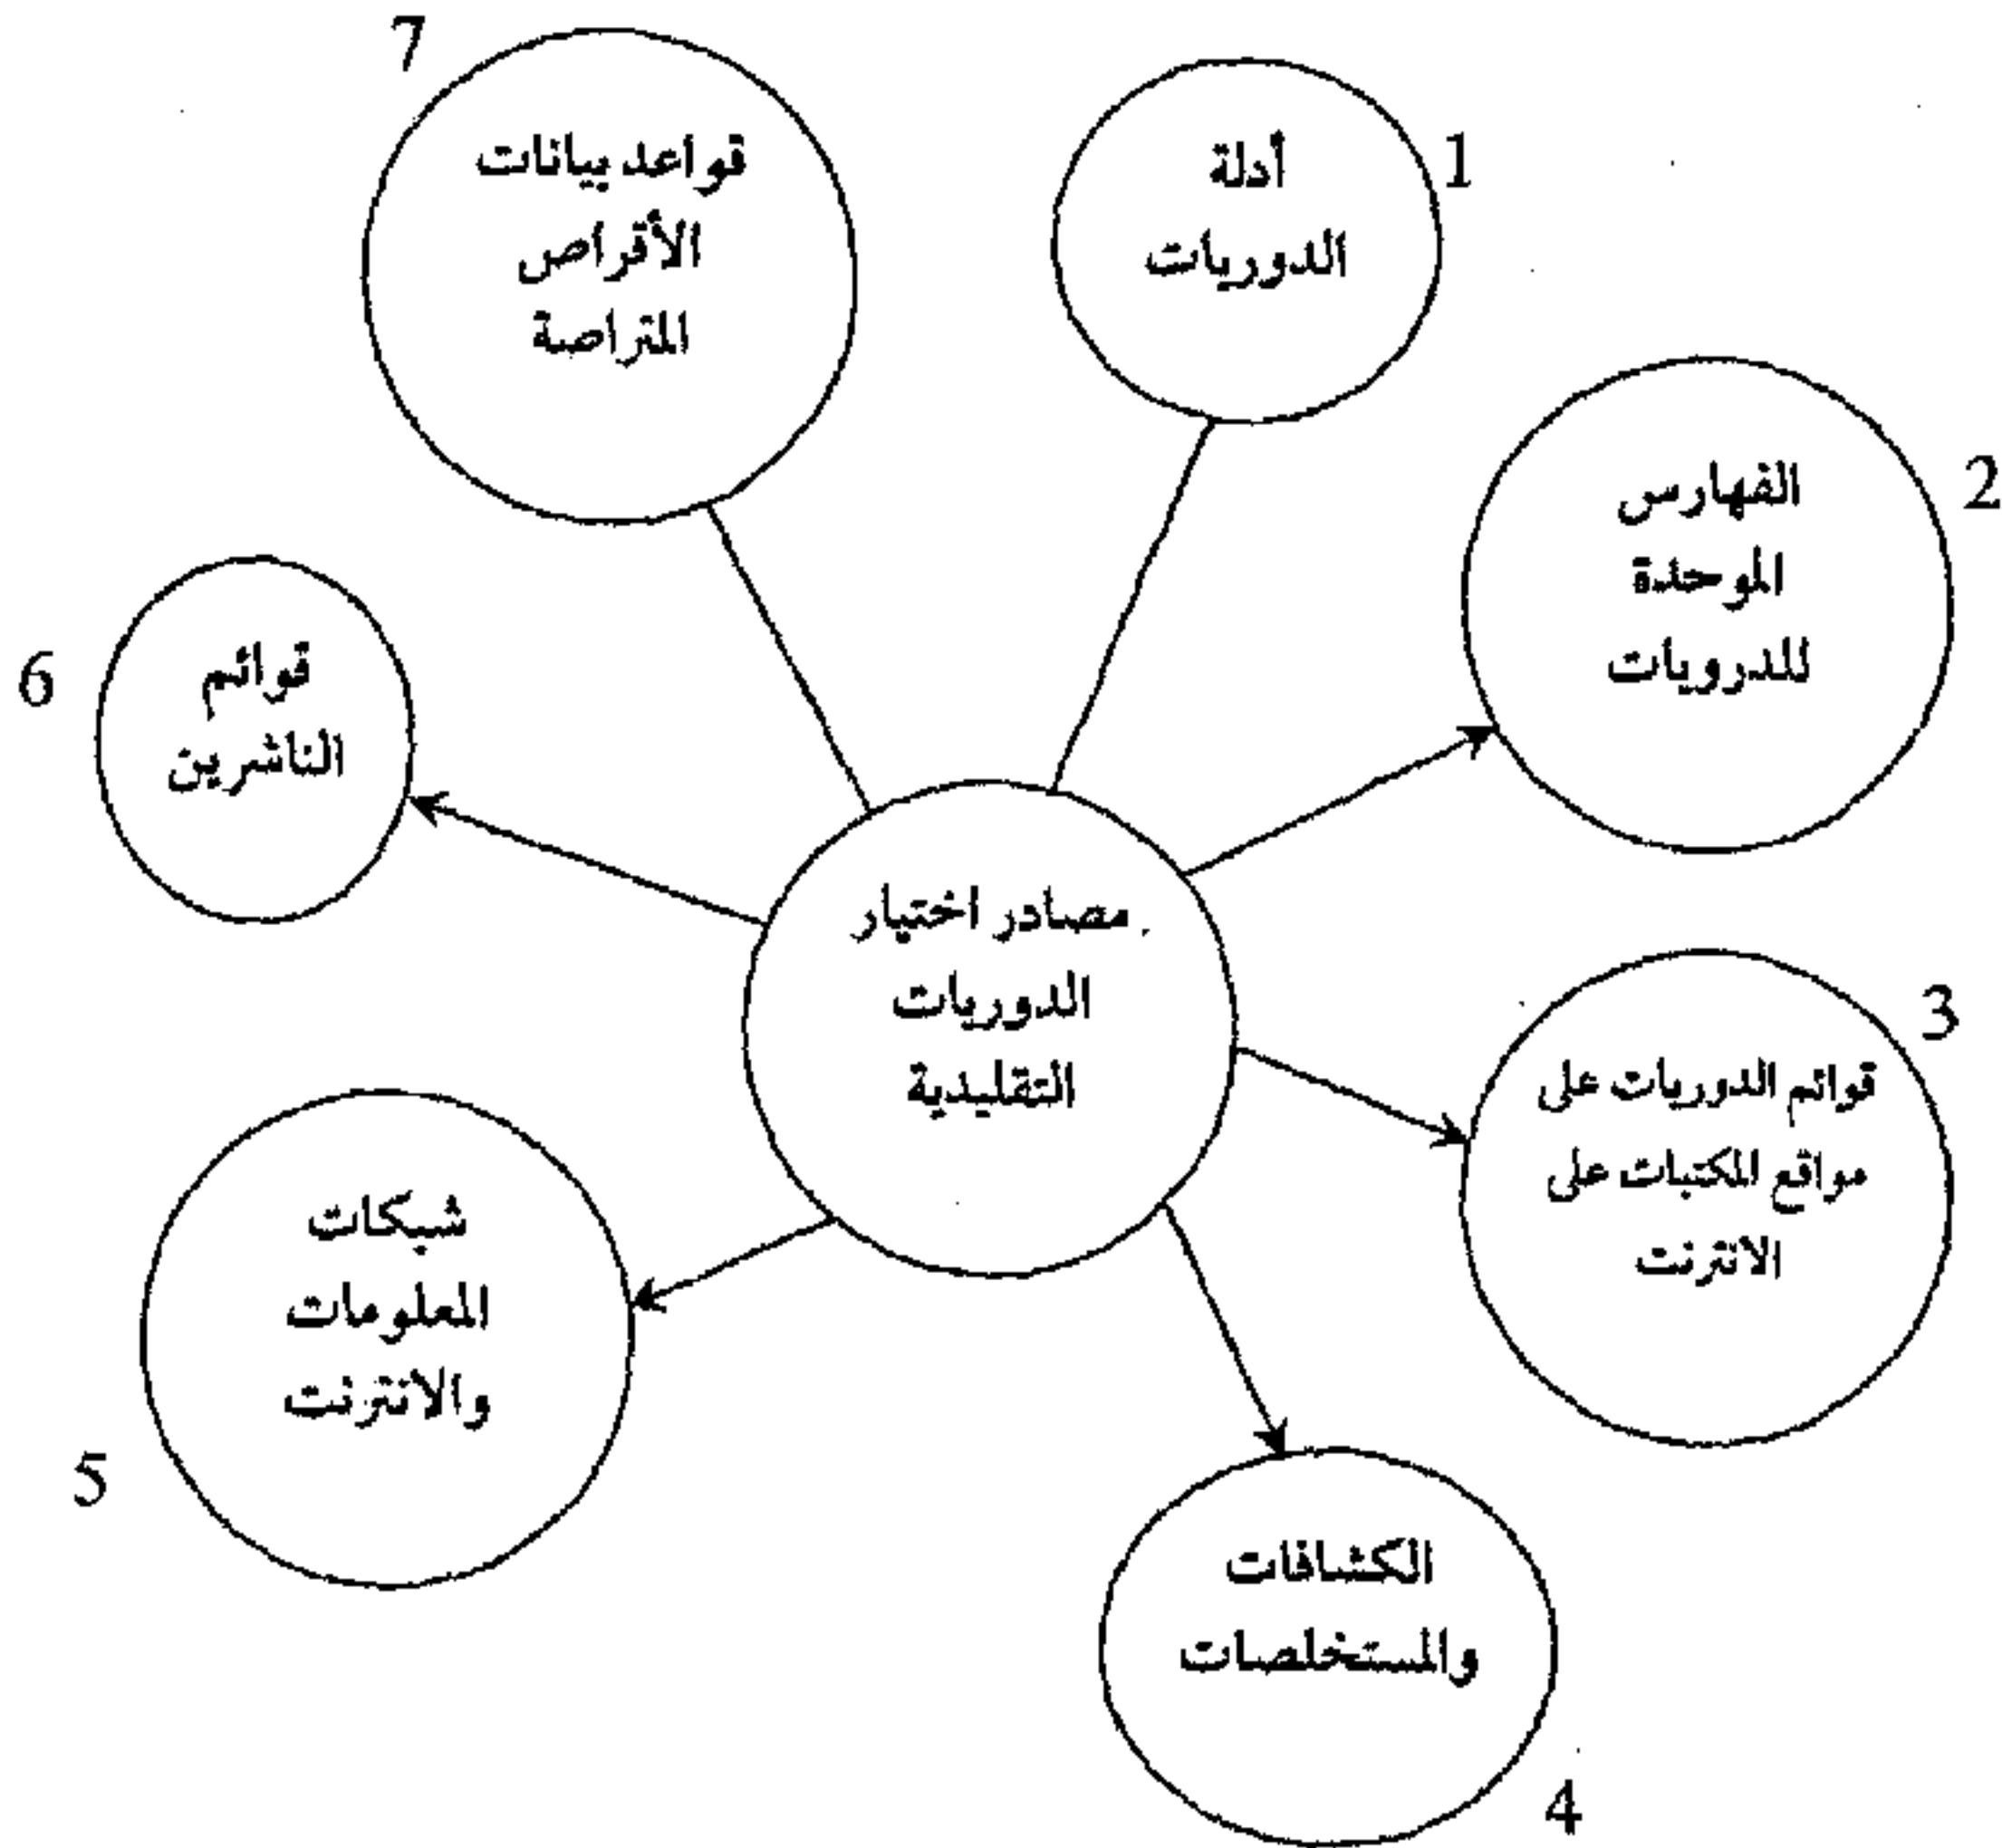 7
قواعد بيانات
الأقراص
المتراصة
1
أدلة
الدوريات
2
الفهارس
الموحدة
للدرويات
6
قوائم
الناشرين
مصادر اختيار
الدوريات
التقليدية
3
قوائم الدوريات على
مواقع المكتبات على
الانترنت
5
شبكات
المعلومات
والانترنت
4
الكشافات
والمستخلصات